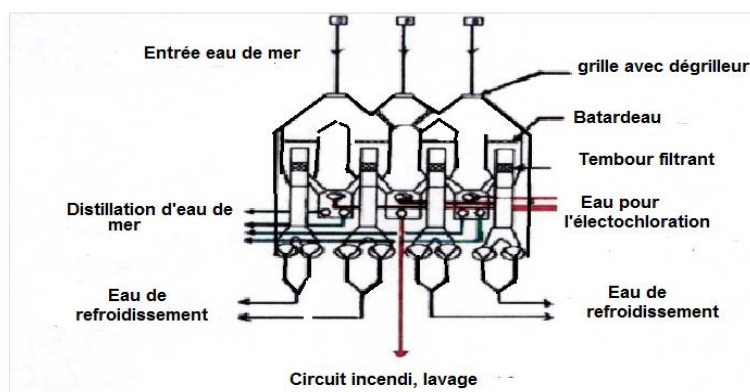 Entrée eau de mer
grille avec dégrilleur
Batardeau
Tembour filtrant
Distillation d'eau de
mer
Eau pour
l'électochloration
Eau de
refroidissement
Eau de
refroidissement
Circuit incendi, lavage